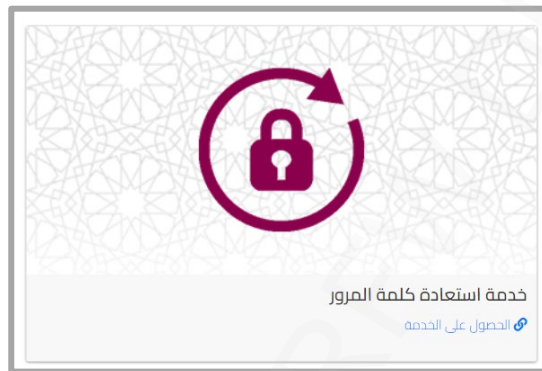 خدمة استعادة كلمة المرور
الحصول على الخدمة